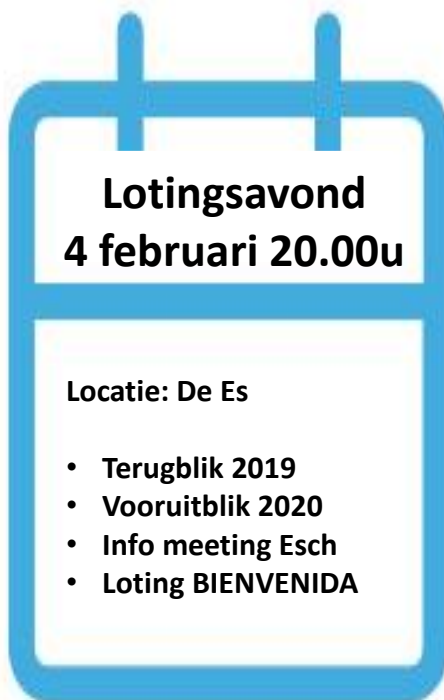 Lotingsavond
4 februari 20.00u
Locatie: De Es
• Terugblik 2019
• Vooruitblik 2020
• Info meeting Esch
• Loting BIENVENIDA